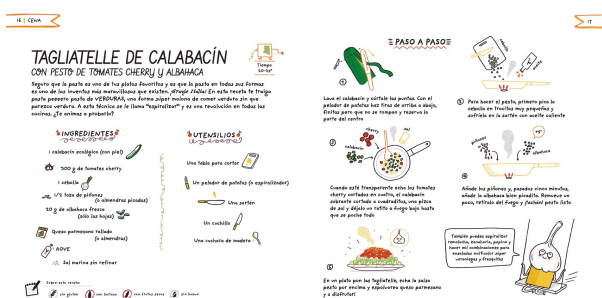 16 | CENA
17
TAGLIATELLE DE CALABACÍN
CON PESTO DE TOMATES CHERRY Y ALBAHACA
Tiempo
20-25'
Seguro que la pasta es uno de tus platos favoritos y es que la pasta en todas sus formas
es uno de los inventos más maravillosos que existen. ¡Amigo Italia! En esta receta te traigo
pasta peeeero pasta de VERDURAS, una forma súper molona de comer verdura sin que
parezca verdura. A esta técnica se le llama "espiralizar" y es una revolución en todas las
cocinas. ¿Te animas a probarlo?
INGREDIENTES
1 calabacín ecológico (con piel)
300 g de tomates cherry
1 cebolla
1/2 taza de piñones
(o almendras picadas)
20 g de albahaca fresca
(sólo las hojas)
Queso parmesano rallado
(o almendras)
AOVE
Sal marina sin refinar
UTENSILIOS
Una tabla para cortar
Un pelador de patatas (o espiralizador)
Una sartén
Un cuchillo
Una cuchara de madera
Sobre esta receta
sin gluten
sin lactosa
sin frutos secos
sin huevo
PASO A PASO
1
Lava el calabacín y córtale las puntas. Con el
pelador de patatas haz tiras de arriba a abajo,
finitas pero que no se rompan y reserva la
parte del centro
cebolla
aceite
2
Para hacer el pesto, primero pica la
cebolla en trocitos muy pequeños y
sofríela en la sartén con aceite caliente
3
cherry
calabacín
sal
Cuando esté transparente echa los tomates
cherry cortados en cuatro, el calabacín
sobrante cortado a cuadraditos, una pizca
de sal y déjalo un ratito a fuego bajo hasta
que se poche todo
piñones
+5'
albahaca
4
Añade los piñones y, pasados cinco minutos,
añade la albahaca bien picadita. Remueve un
poco, retíralo del fuego y ¡tachán! pesto listo
5
En un plato pon las tagliatelle, echa la salsa
pesto por encima y espolvorea queso parmesano
y a disfrutar!
También puedes espiralizar
remolacha, zanahoria, pepino y
hacer mil combinaciones para
ensaladas multicolor súper
veraniegas y fresquitas